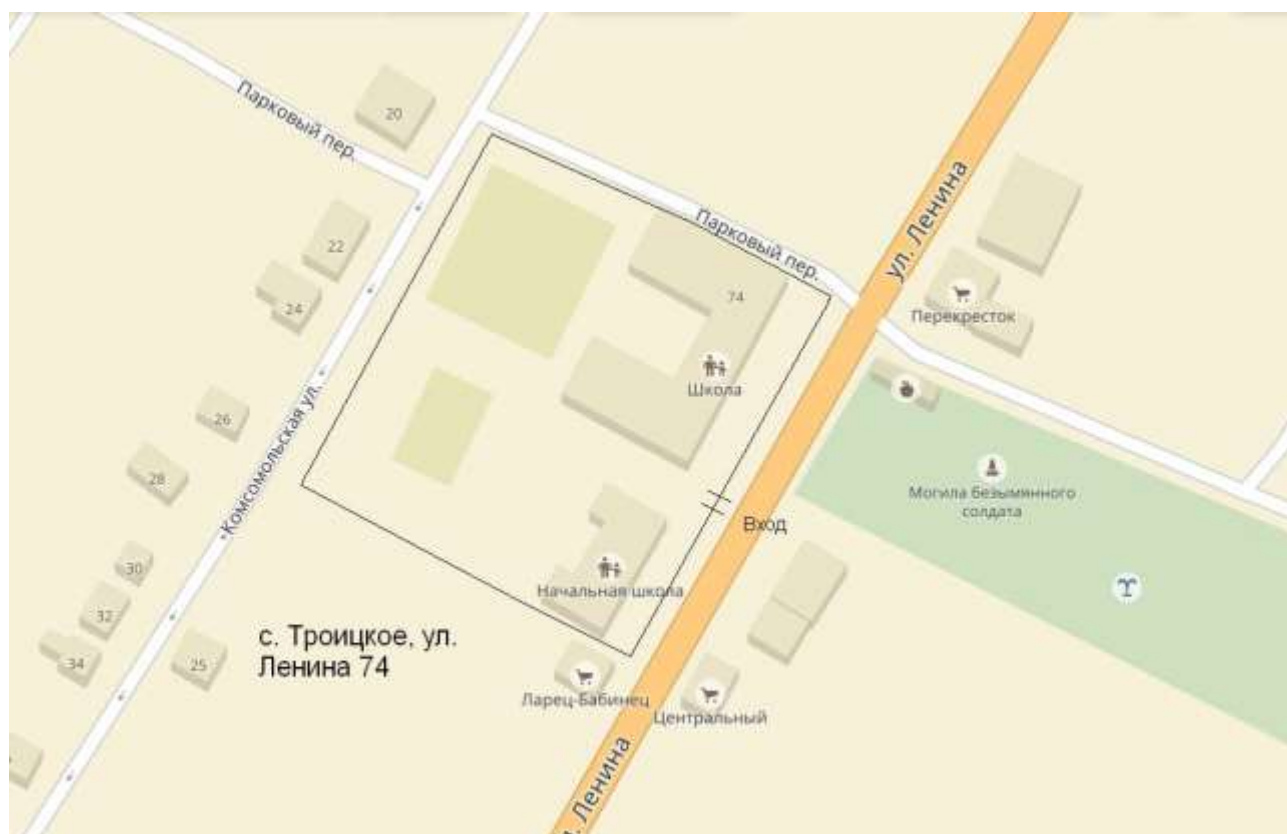 20
Парковый пер.
22
24
Парковый пер.
ул. Ленина
74
Перекресток
Школа
26
Комсомольская ул.
28
Могила безымянного
солдата
Вход
30
Начальная школа
32
с. Троицкое, ул.
Ленина 74
34
25
Ларец-Бабинец
Центральный
л. Ленина